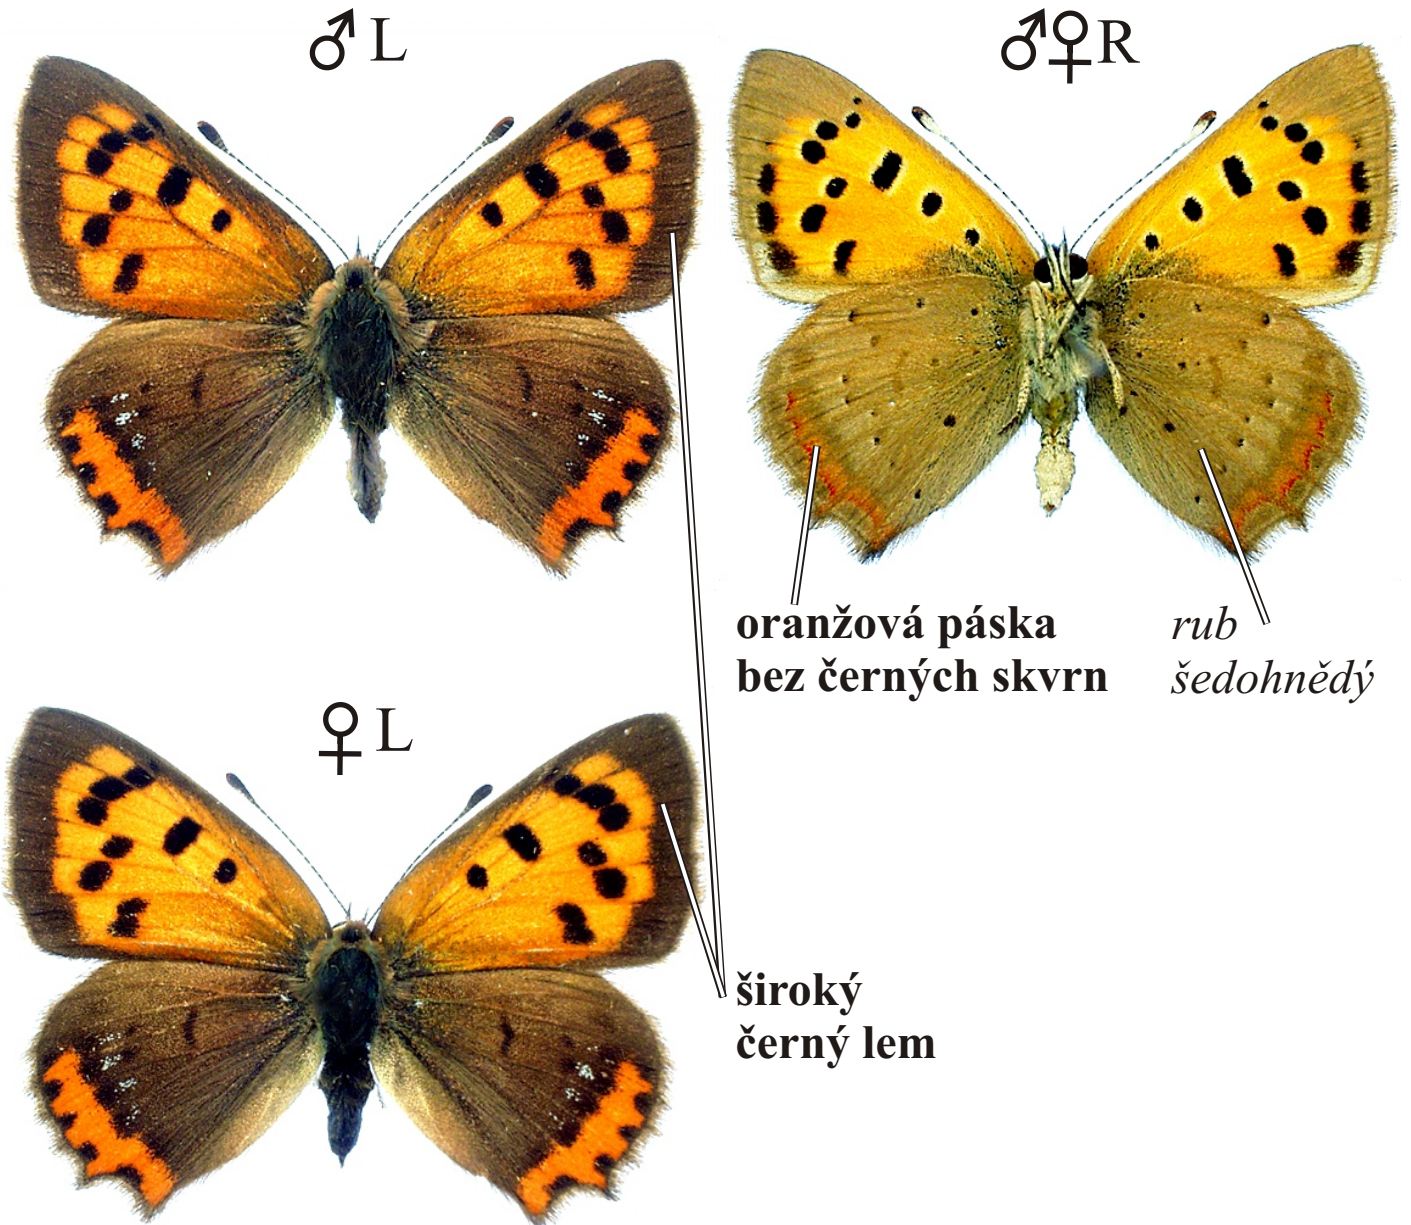 ♂ L
♂♀ R
oranžová páska
bez černých skvrn
rub
šedohnědý
♀ L
široký
černý lem